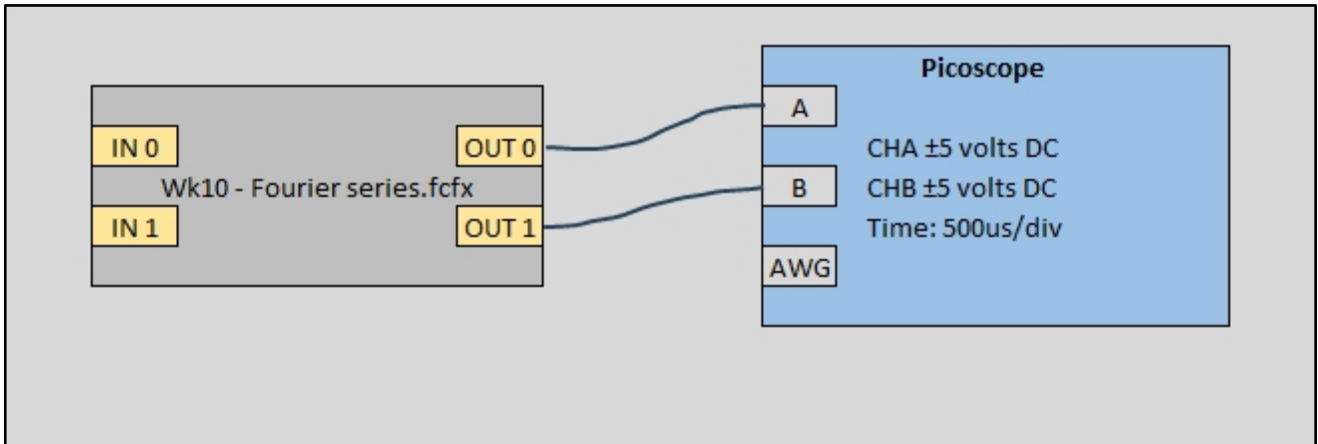 Picoscope
A
IN 0
OUT 0
CHA ±5 volts DC
Wk10 - Fourier series.fcfx
B
CHB ±5 volts DC
IN 1
OUT 1
Time: 500us/div
AWG